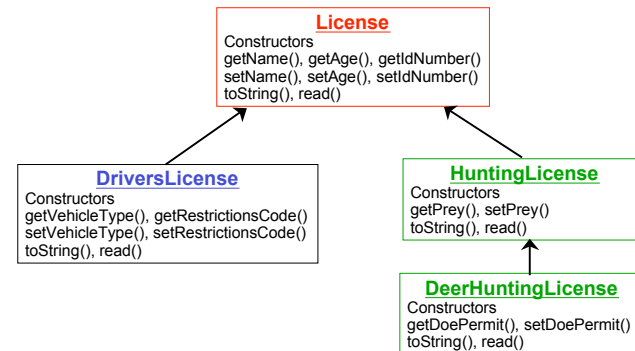 License
Constructors
getName(), getAge(), getIdNumber()
setName(), setAge(), setIdNumber()
toString(), read()
DriversLicense
Constructors
getVehicleType(), getRestrictionsCode()
setVehicleType(), setRestrictionsCode()
toString(), read()
HuntingLicense
Constructors
getPrey(), setPrey()
toString(), read()
DeerHuntingLicense
Constructors
getDoePermit(), setDoePermit()
toString(), read()